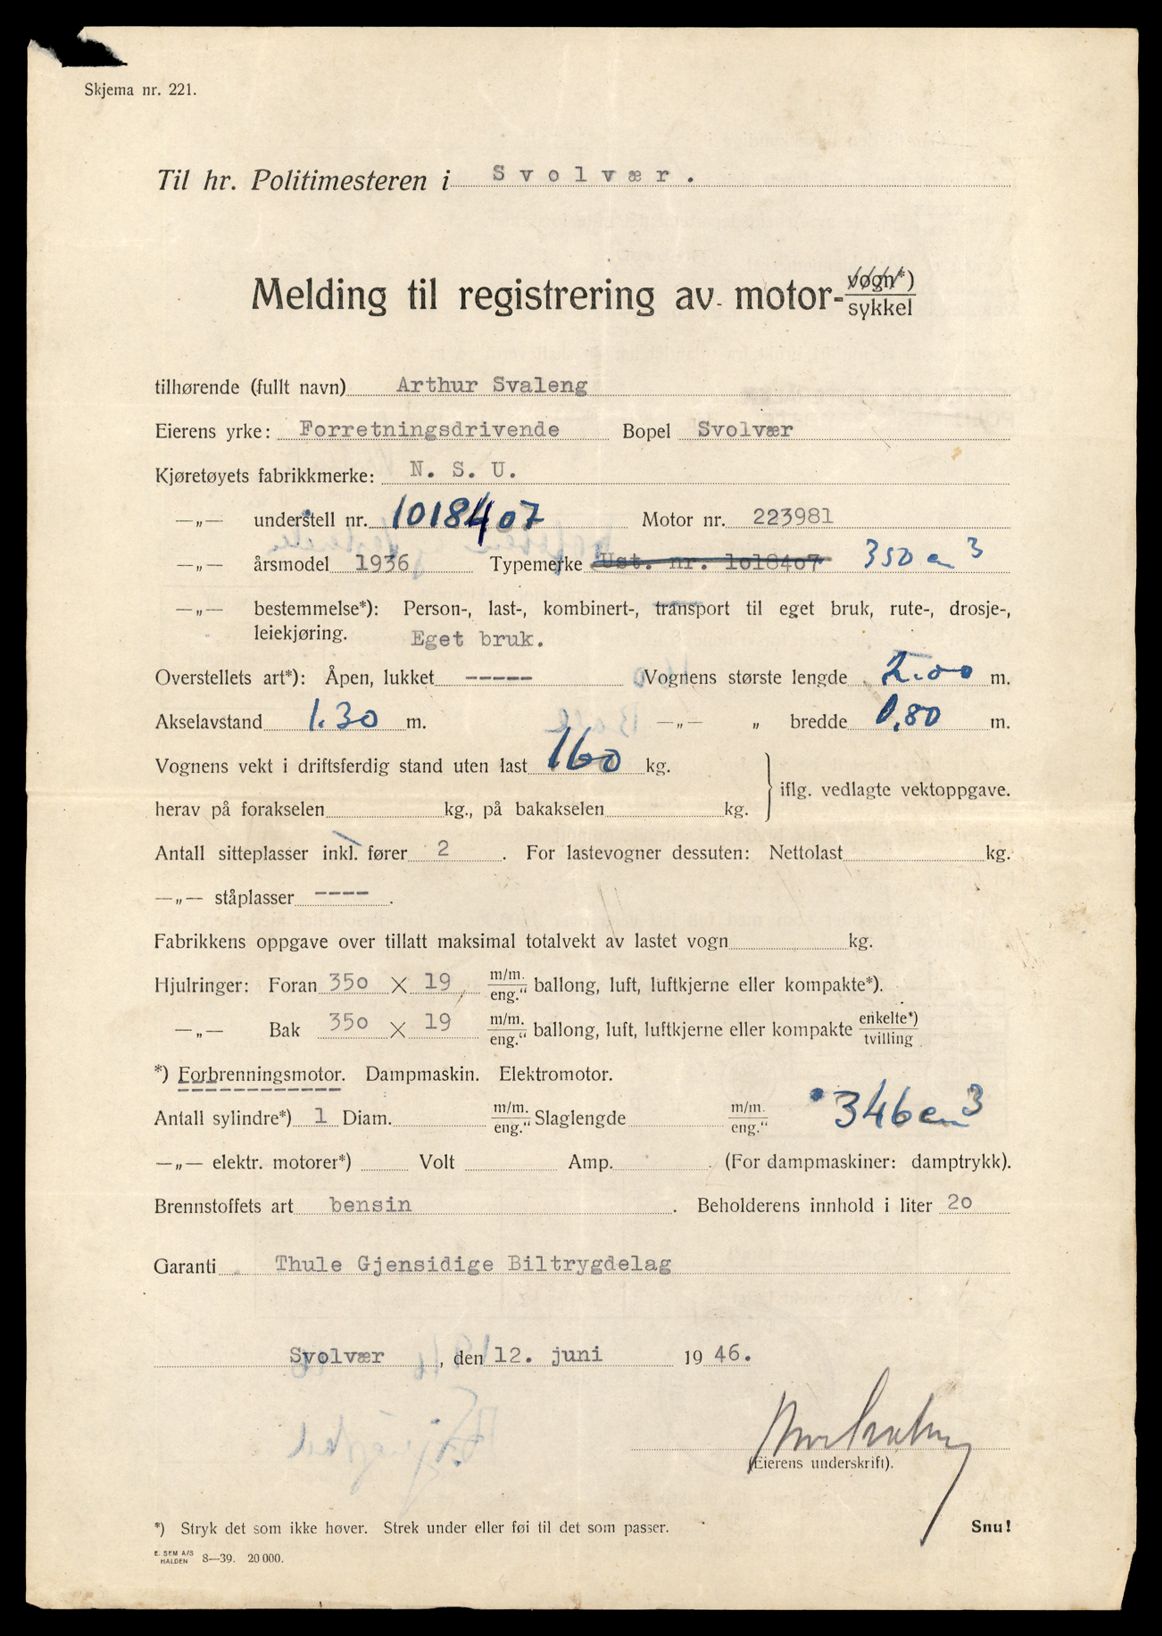 Skjema nr. 221.
Til hr. Politimesteren i Svolvær.
Melding til registrering av motor-vogn*) sykkel
tilhørende (fullt navn) Arthur Svaleng
Eierens yrke: Forretningsdrivende Bopel Svolvær
Kjøretøyets fabrikkmerke: N. S. U.
—„— understell nr. 1018407 Motor nr. 223981
—„— årsmodel 1936 Typemerke Ust. nr. 1018407 350 cm 3
—„— bestemmelse*): Person-, last-, kombinert-, transport til eget bruk, rute-, drosje-,
leiekjøring. Eget bruk.
Overstellets art*): Åpen, lukket ----- Vognens største lengde 2.00 m.
Akselavstand 1.30 m. —„— „ bredde 0,80 m.
Vognens vekt i driftsferdig stand uten last 160 kg.
iflg. vedlagte vektoppgave.
herav på forakselen kg., på bakakselen kg.
Antall sitteplasser inkl. fører 2 . For lastevogner dessuten: Nettolast kg.
—„— ståplasser ---- .
Fabrikkens oppgave over tillatt maksimal totalvekt av lastet vogn kg.
Hjulringer: Foran 350 X 19 m/m. eng.“ ballong, luft, luftkjerne eller kompakte*).
—„— Bak 350 X 19 m/m. eng.“ ballong, luft, luftkjerne eller kompakte enkelte*) tvilling
*) Forbrenningsmotor. Dampmaskin. Elektromotor.
Antall sylindre*) 1 Diam. m/m. eng.“ Slaglengde m/m. eng.“ 346 cm 3
—„— elektr. motorer*) Volt Amp. . (For dampmaskiner: damptrykk).
Brennstoffets art bensin . Beholderens innhold i liter 20
Garanti Thule Gjensidige Biltrygdelag
Svolvær , den 12. juni 19 46.
(Eierens underskrift).
*) Stryk det som ikke høver. Strek under eller føi til det som passer. Snu!
E. SEM A/S HALDEN 8—39. 20 000.